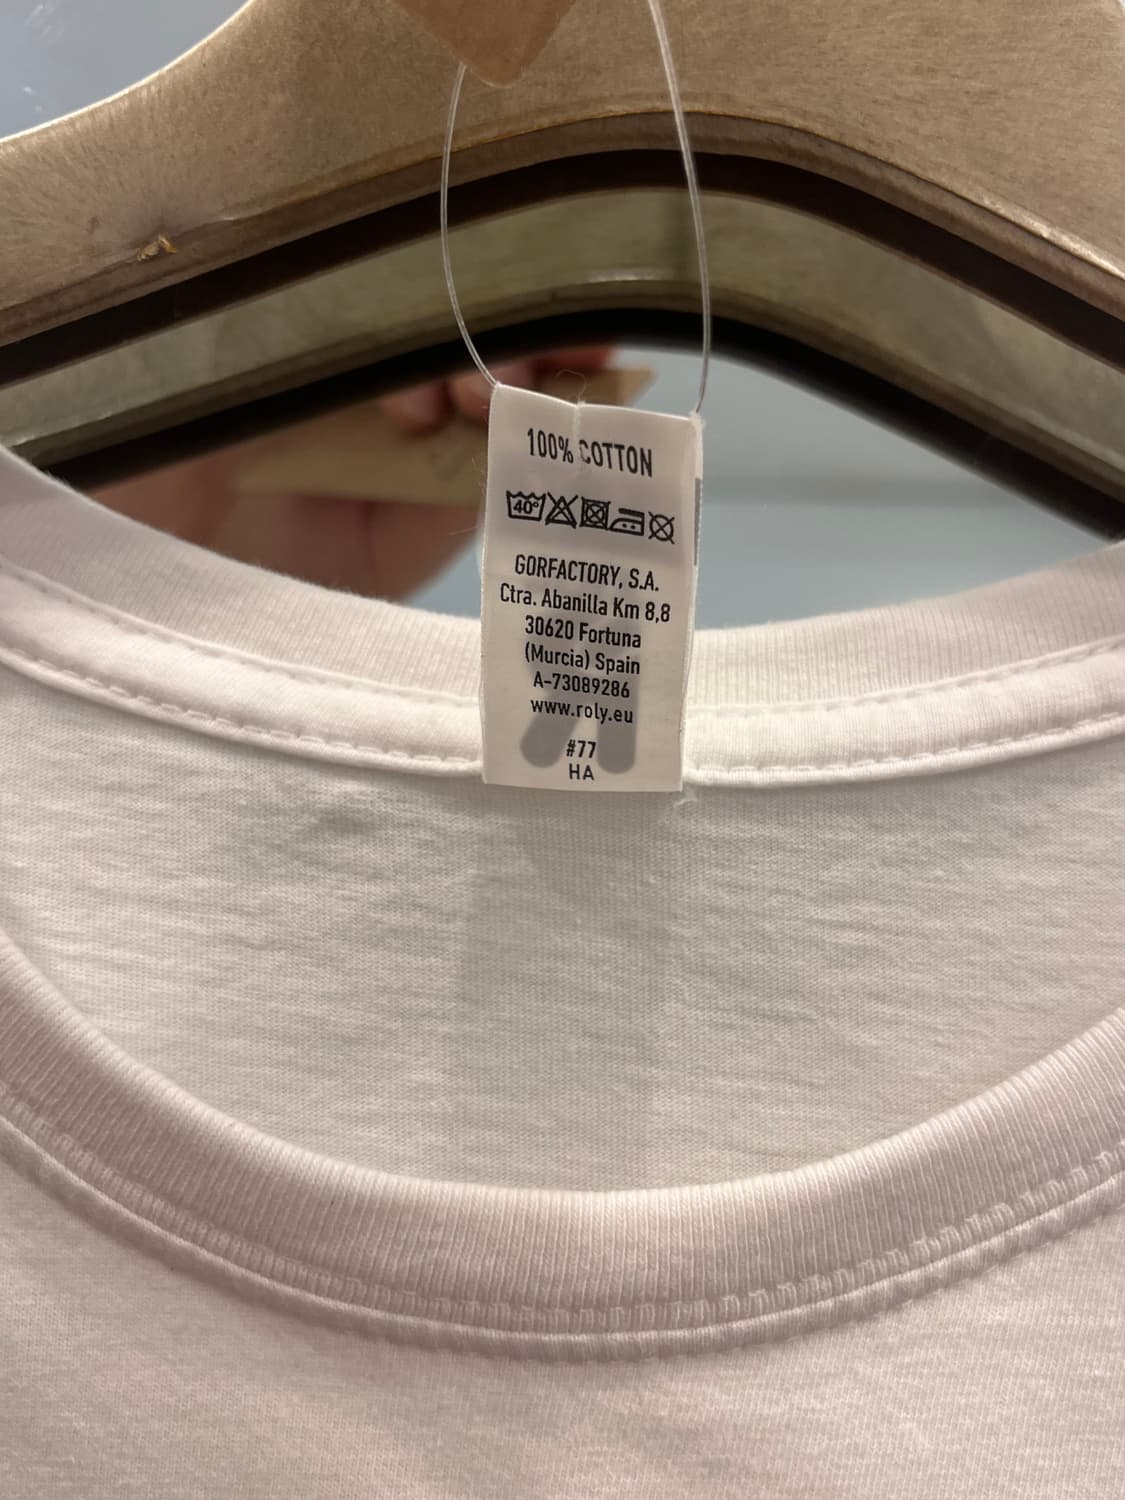 100% COTTON
40°
GORFACTORY, S.A.
Ctra. Abanilla Km 8,8
30620 Fortuna
(Murcia) Spain
A-73089286
www.roly.eu
#77
HA